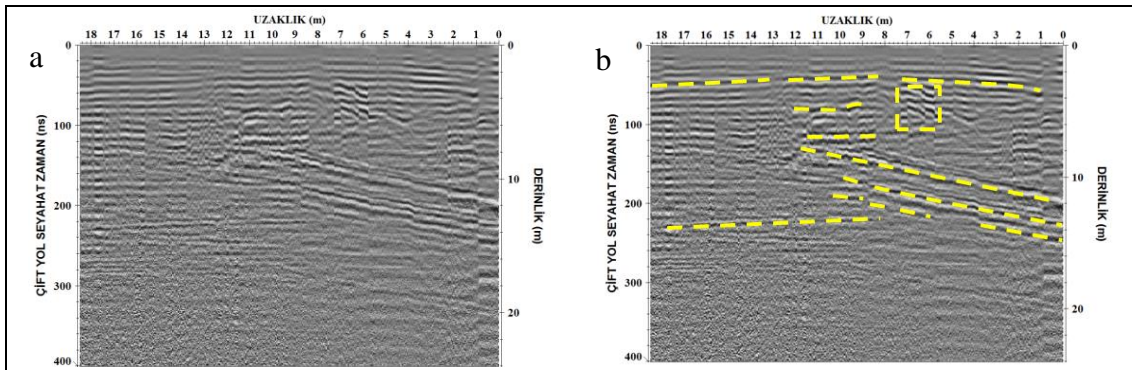 a
UZAKLIK (m)
18 17 16 15 14 13 12 11 10 9 8 7 6 5 4 3 2 1 0
ÇİFT YOL SEYAHAT ZAMAN (ns)
0
100
200
300
400
DERİNLİK (m)
0
10
20
b
UZAKLIK (m)
18 17 16 15 14 13 12 11 10 9 8 7 6 5 4 3 2 1 0
ÇİFT YOL SEYAHAT ZAMAN (ns)
0
100
200
300
400
DERİNLİK (m)
0
10
20